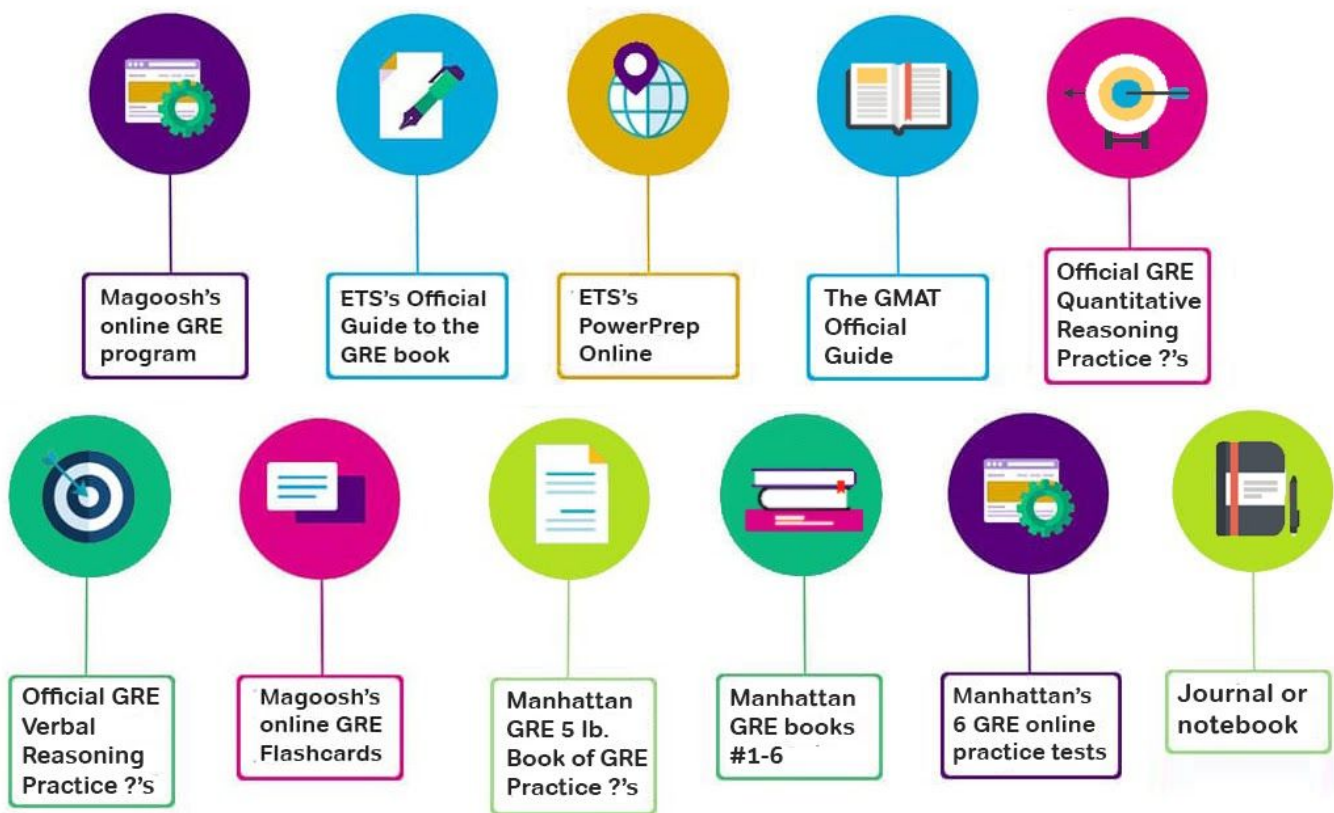 Magoosh's
online GRE
program
ETS's Official
Guide to the
GRE book
ETS's
PowerPrep
Online
The GMAT
Official
Guide
Official GRE
Quantitative
Reasoning
Practice ?'s
Official GRE
Verbal
Reasoning
Practice ?'s
Magoosh's
online GRE
Flashcards
Manhattan
GRE 5 lb.
Book of GRE
Practice ?'s
Manhattan
GRE books
#1-6
Manhattan's
6 GRE online
practice tests
Journal or
notebook